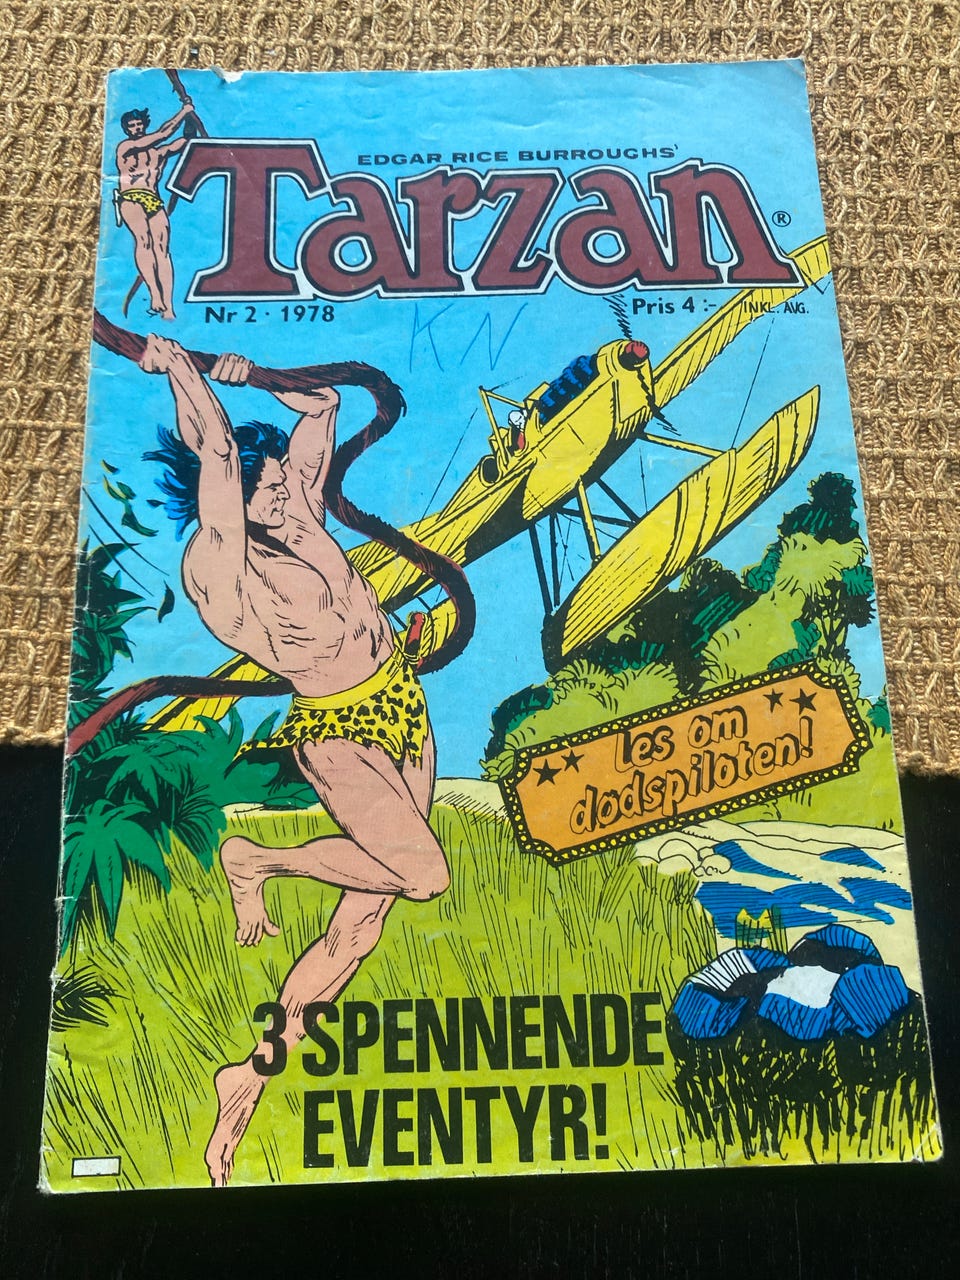 EDGAR RICE BURROUGHS'
Tarzan®
Nr 2 · 1978
Pris 4:- INKL. AVG.
KN
Les om
dødspiloten!
3 SPENNENDE
EVENTYR!